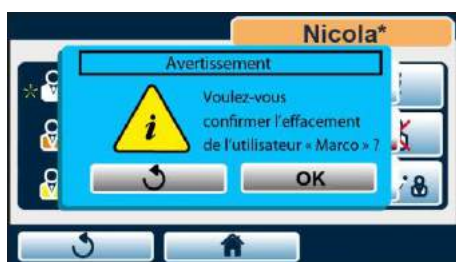 Nicola*
Avertissement
Voulez-vous
confirmer l'effacement
de l'utilisateur « Marco » ?
i
OK